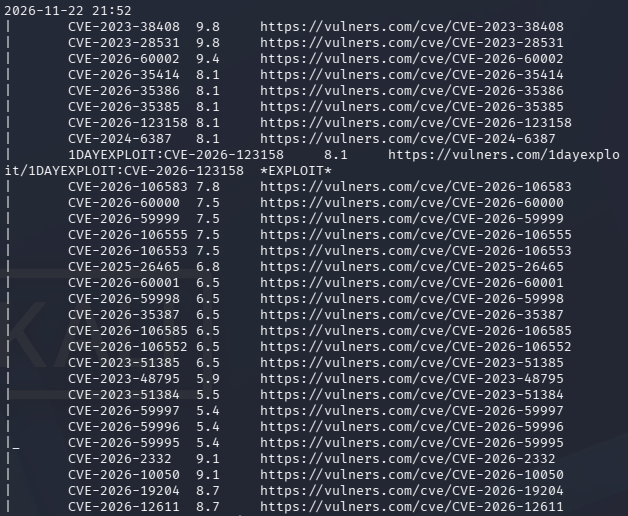 2026-11-22 21:52
|       CVE-2023-38408  9.8     https://vulners.com/cve/CVE-2023-38408
|       CVE-2023-28531  9.8     https://vulners.com/cve/CVE-2023-28531
|       CVE-2026-60002  9.4     https://vulners.com/cve/CVE-2026-60002
|       CVE-2026-35414  8.1     https://vulners.com/cve/CVE-2026-35414
|       CVE-2026-35386  8.1     https://vulners.com/cve/CVE-2026-35386
|       CVE-2026-35385  8.1     https://vulners.com/cve/CVE-2026-35385
|       CVE-2026-123158 8.1     https://vulners.com/cve/CVE-2026-123158
|       CVE-2024-6387   8.1     https://vulners.com/cve/CVE-2024-6387
|       1DAYEXPLOIT:CVE-2026-123158     8.1     https://vulners.com/1dayexplo
it/1DAYEXPLOIT:CVE-2026-123158  *EXPLOIT*
|       CVE-2026-106583 7.8     https://vulners.com/cve/CVE-2026-106583
|       CVE-2026-60000  7.5     https://vulners.com/cve/CVE-2026-60000
|       CVE-2026-59999  7.5     https://vulners.com/cve/CVE-2026-59999
|       CVE-2026-106555 7.5     https://vulners.com/cve/CVE-2026-106555
|       CVE-2026-106553 7.5     https://vulners.com/cve/CVE-2026-106553
|       CVE-2025-26465  6.8     https://vulners.com/cve/CVE-2025-26465
|       CVE-2026-60001  6.5     https://vulners.com/cve/CVE-2026-60001
|       CVE-2026-59998  6.5     https://vulners.com/cve/CVE-2026-59998
|       CVE-2026-35387  6.5     https://vulners.com/cve/CVE-2026-35387
|       CVE-2026-106585 6.5     https://vulners.com/cve/CVE-2026-106585
|       CVE-2026-106552 6.5     https://vulners.com/cve/CVE-2026-106552
|       CVE-2023-51385  6.5     https://vulners.com/cve/CVE-2023-51385
|       CVE-2023-48795  5.9     https://vulners.com/cve/CVE-2023-48795
|       CVE-2023-51384  5.5     https://vulners.com/cve/CVE-2023-51384
|       CVE-2026-59997  5.4     https://vulners.com/cve/CVE-2026-59997
|       CVE-2026-59996  5.4     https://vulners.com/cve/CVE-2026-59996
|_      CVE-2026-59995  5.4     https://vulners.com/cve/CVE-2026-59995
|       CVE-2026-2332   9.1     https://vulners.com/cve/CVE-2026-2332
|       CVE-2026-10050  9.1     https://vulners.com/cve/CVE-2026-10050
|       CVE-2026-19204  8.7     https://vulners.com/cve/CVE-2026-19204
|       CVE-2026-12611  8.7     https://vulners.com/cve/CVE-2026-12611